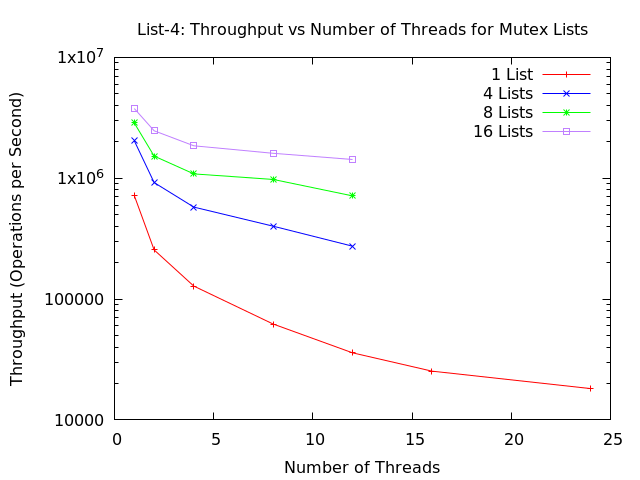 List-4: Throughput vs Number of Threads for Mutex Lists
1x10^7
1x10^6
100000
10000
Throughput (Operations per Second)
1 List
4 Lists
8 Lists
16 Lists
0 5 10 15 20 25
Number of Threads